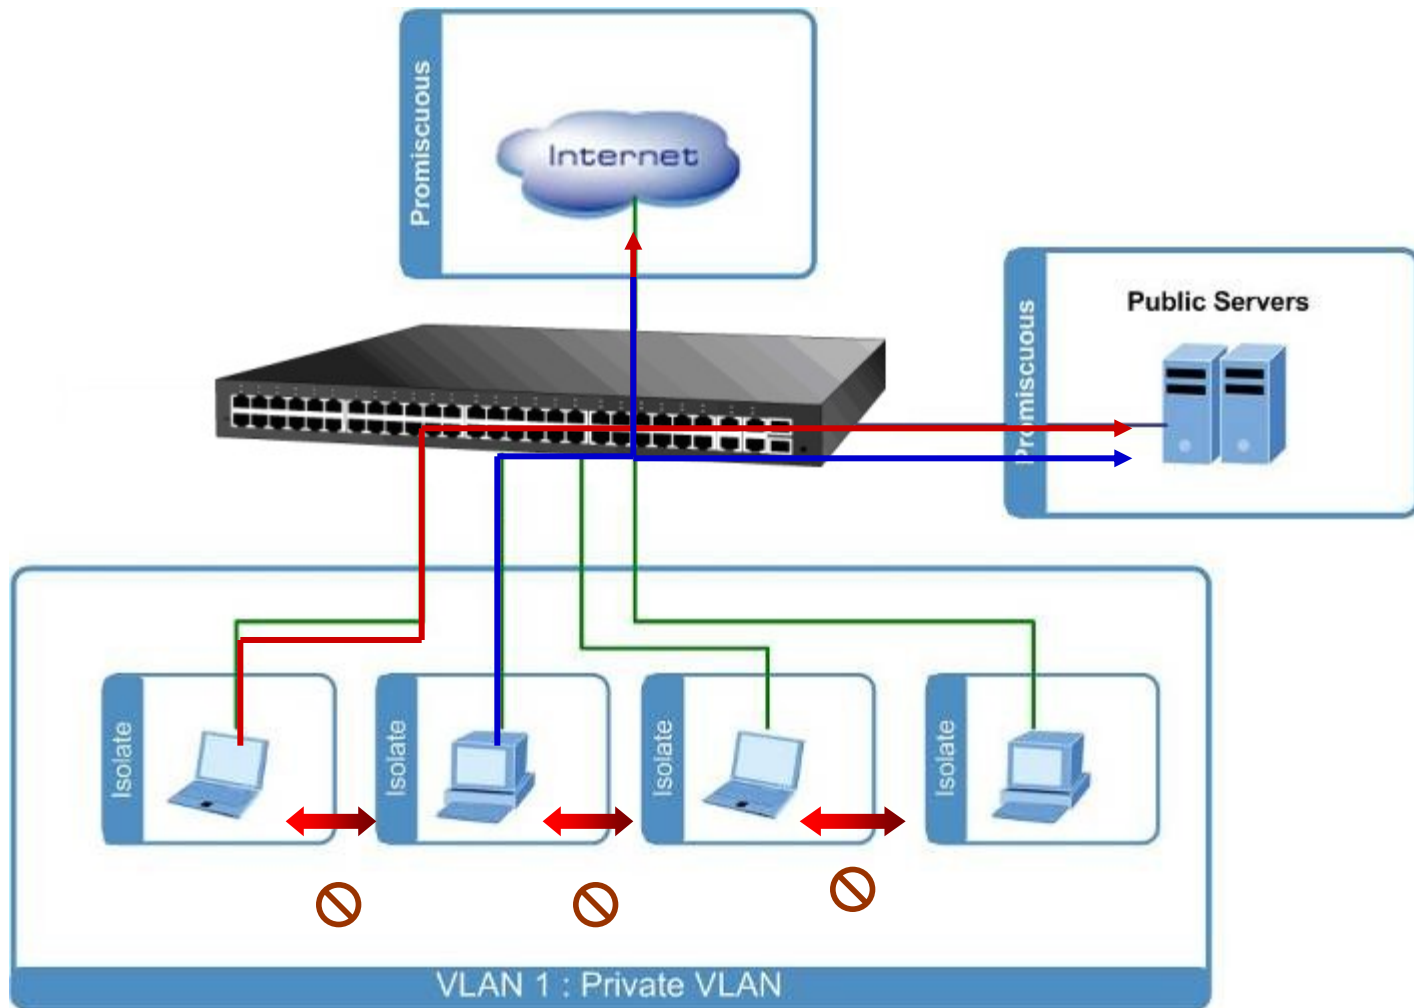 Promiscuous
Internet
Promiscuous
Public Servers
Isolate
Isolate
Isolate
Isolate
VLAN 1 : Private VLAN